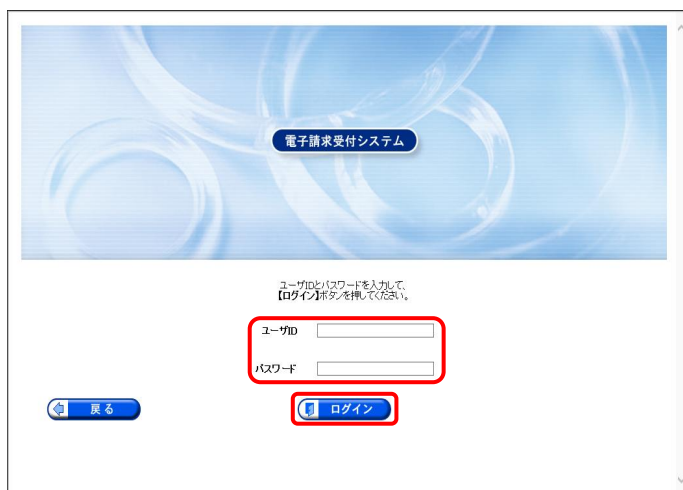 電子請求受付システム
ユーザIDとパスワードを入力して、
【ログイン】ボタンを押してください。
ユーザID
パスワード
戻る
ログイン